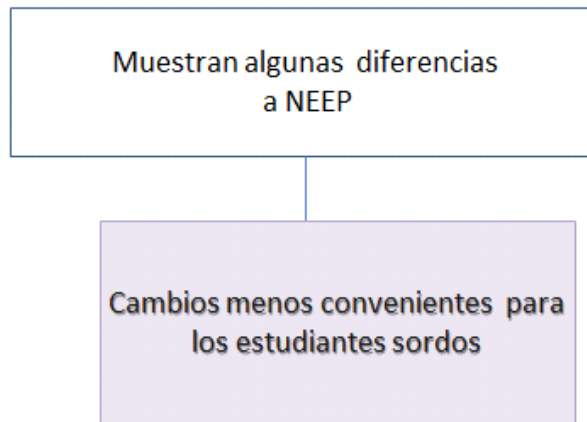 Muestran algunas diferencias
a NEEP
Cambios menos convenientes para
los estudiantes sordos